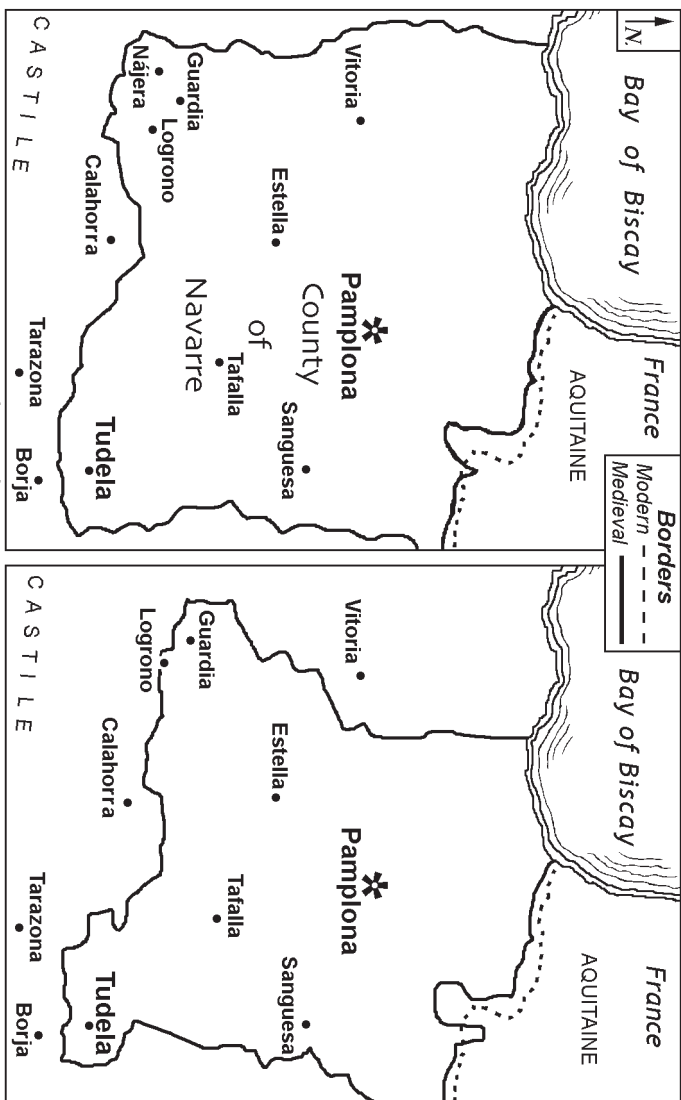 N.
Bay of Biscay
France
AQUITAINE
Vitoria
Pamplona
County
of
Navarre
Estella
Sanguesa
Tafalla
Guardia
Logrono
Nájera
Calahorra
Tudela
Tarazona
Borja
CASTILE
Borders
Modern
Medieval
Bay of Biscay
France
AQUITAINE
Vitoria
Pamplona
Estella
Sanguesa
Tafalla
Guardia
Logrono
Calahorra
Tudela
Tarazona
Borja
CASTILE